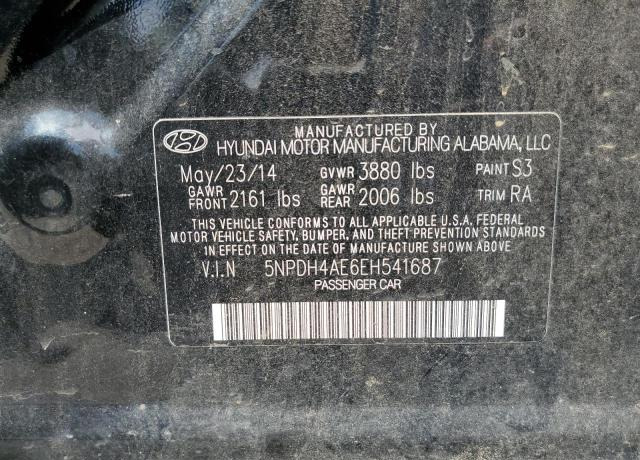 MANUFACTURED BY
HYUNDAI MOTOR MANUFACTURING ALABAMA, LLC
May/23/14 GVWR 3880 lbs PAINT S3
GAWR FRONT 2161 lbs GAWR REAR 2006 lbs TRIM RA
THIS VEHICLE CONFORMS TO ALL APPLICABLE U.S.A. FEDERAL
MOTOR VEHICLE SAFETY, BUMPER, AND THEFT PREVENTION STANDARDS
IN EFFECT ON THE DATE OF MANUFACTURE SHOWN ABOVE.
V.I.N 5NPDH4AE6EH541687
PASSENGER CAR